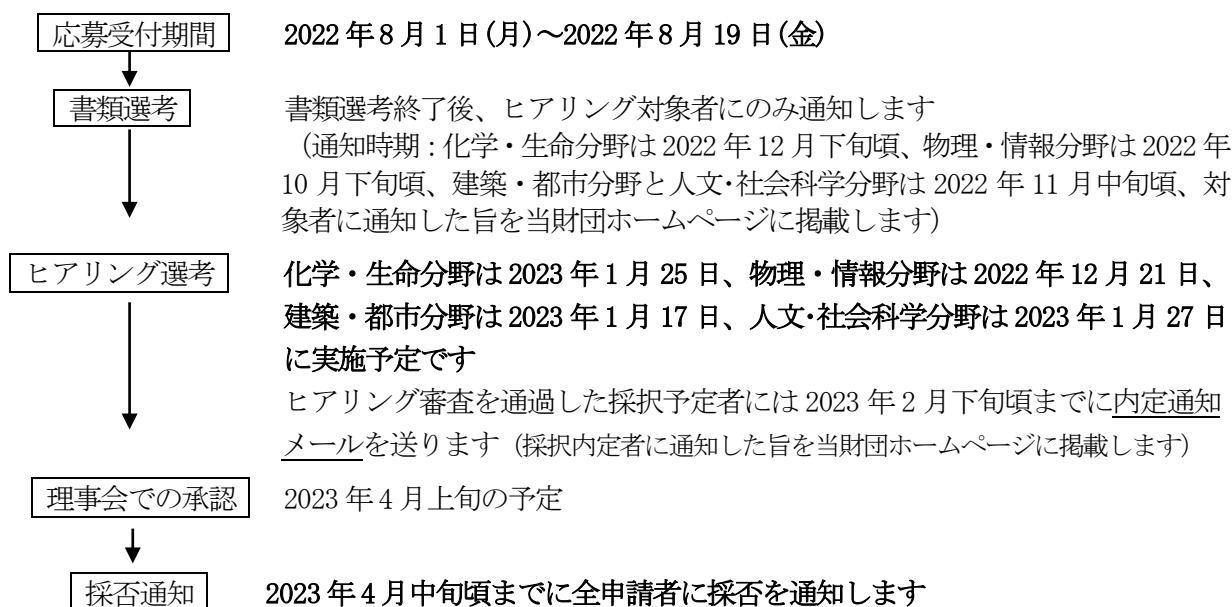 応募受付期間 2022年8月1日(月)～2022年8月19日(金)
書類選考 書類選考終了後、ヒアリング対象者にのみ通知します
（通知時期：化学・生命分野は2022年12月下旬頃、物理・情報分野は2022年
10月下旬頃、建築・都市分野と人文・社会科学分野は2022年11月中旬頃、対
象者に通知した旨を当財団ホームページに掲載します）
ヒアリング選考 化学・生命分野は2023年1月25日、物理・情報分野は2022年12月21日、
建築・都市分野は2023年1月17日、人文・社会科学分野は2023年1月27日
に実施予定です
ヒアリング審査を通過した採択予定者には2023年2月下旬頃までに内定通知
メールを送ります（採択内定者に通知した旨を当財団ホームページに掲載します）
理事会での承認 2023年4月上旬の予定
採否通知 2023年4月中旬頃までに全申請者に採否を通知します